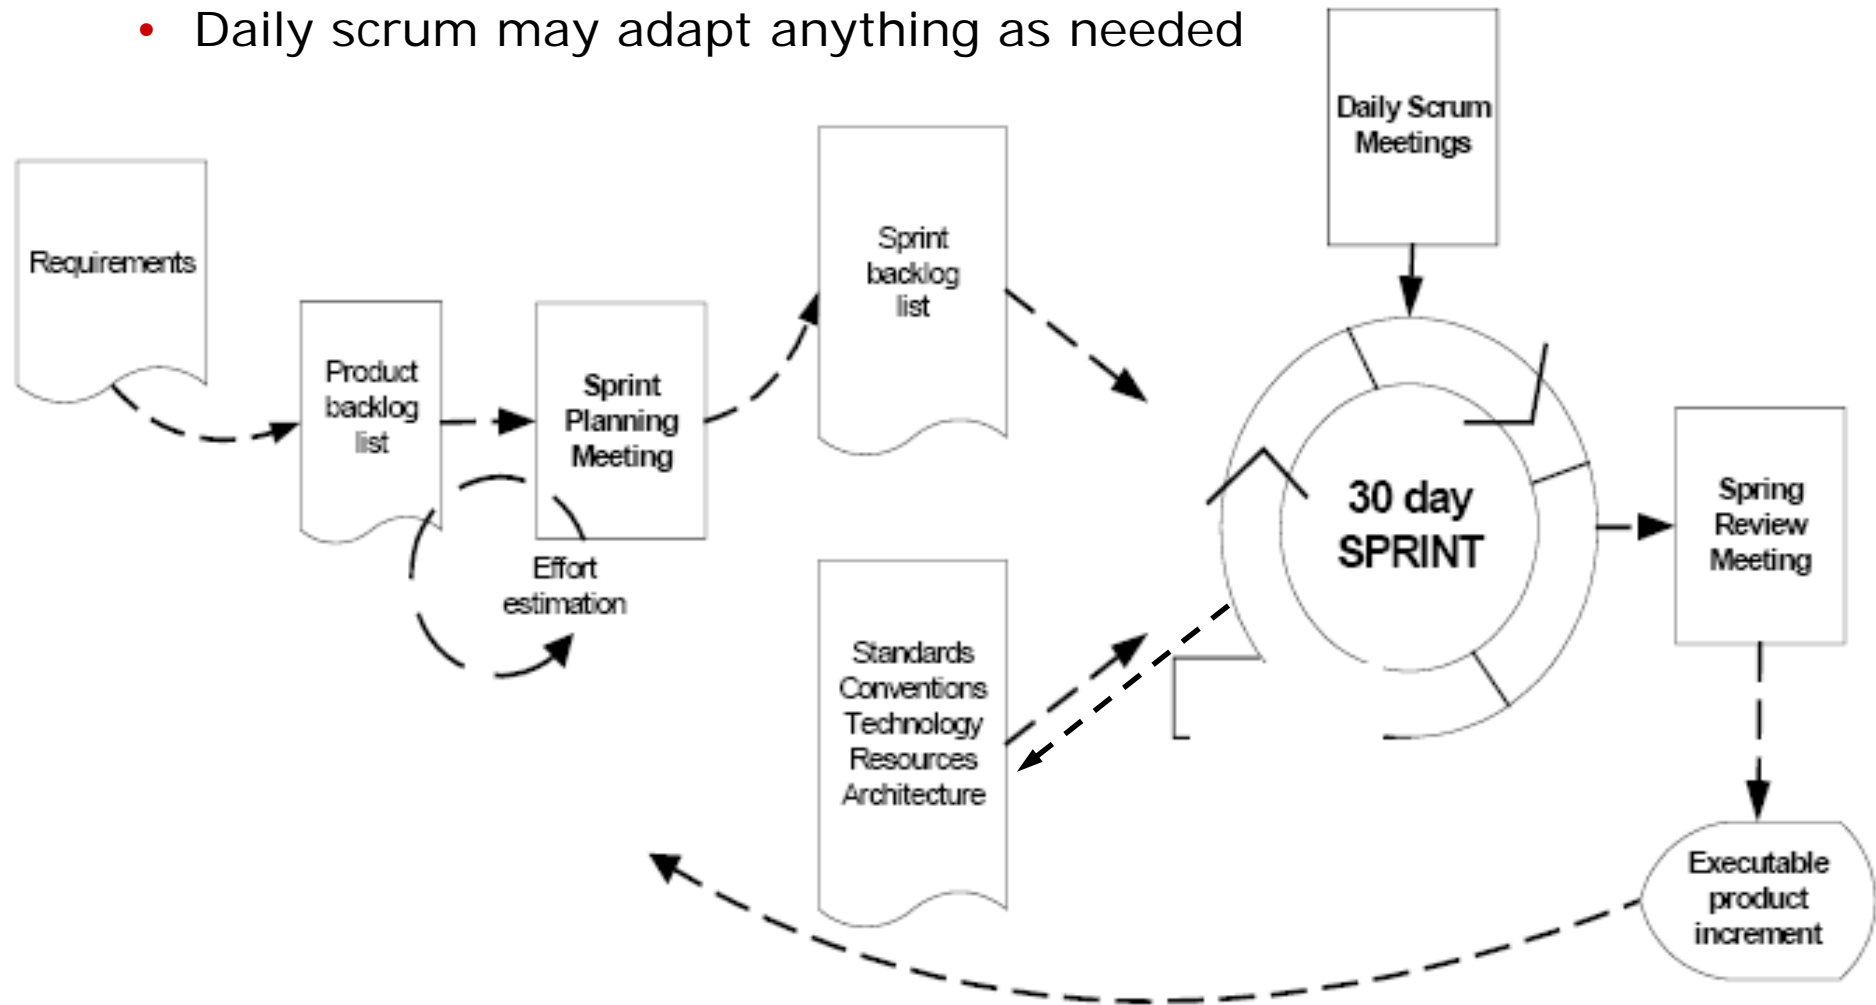 • Daily scrum may adapt anything as needed
Requirements
Product
backlog
list
Sprint
Planning
Meeting
Effort
estimation
Sprint
backlog
list
Standards
Conventions
Technology
Resources
Architecture
Daily Scrum
Meetings
30 day
SPRINT
Spring
Review
Meeting
Executable
product
increment